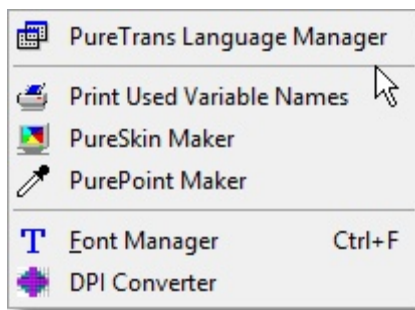 PureTrans Language Manager
Print Used Variable Names
PureSkin Maker
PurePoint Maker
T Font Manager Ctrl+F
DPI Converter